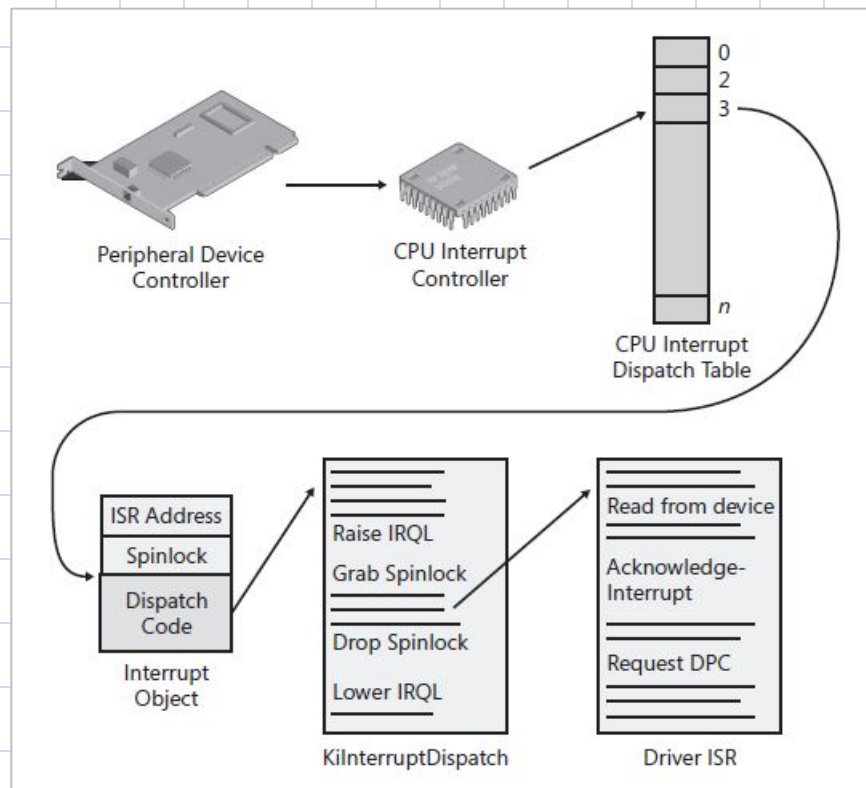 0
2
3
n
Peripheral Device
Controller
CPU Interrupt
Controller
CPU Interrupt
Dispatch Table
ISR Address
Spinlock
Dispatch
Code
Interrupt
Object
Raise IRQL
Grab Spinlock
Drop Spinlock
Lower IRQL
KiInterruptDispatch
Read from device
Acknowledge-
Interrupt
Request DPC
Driver ISR